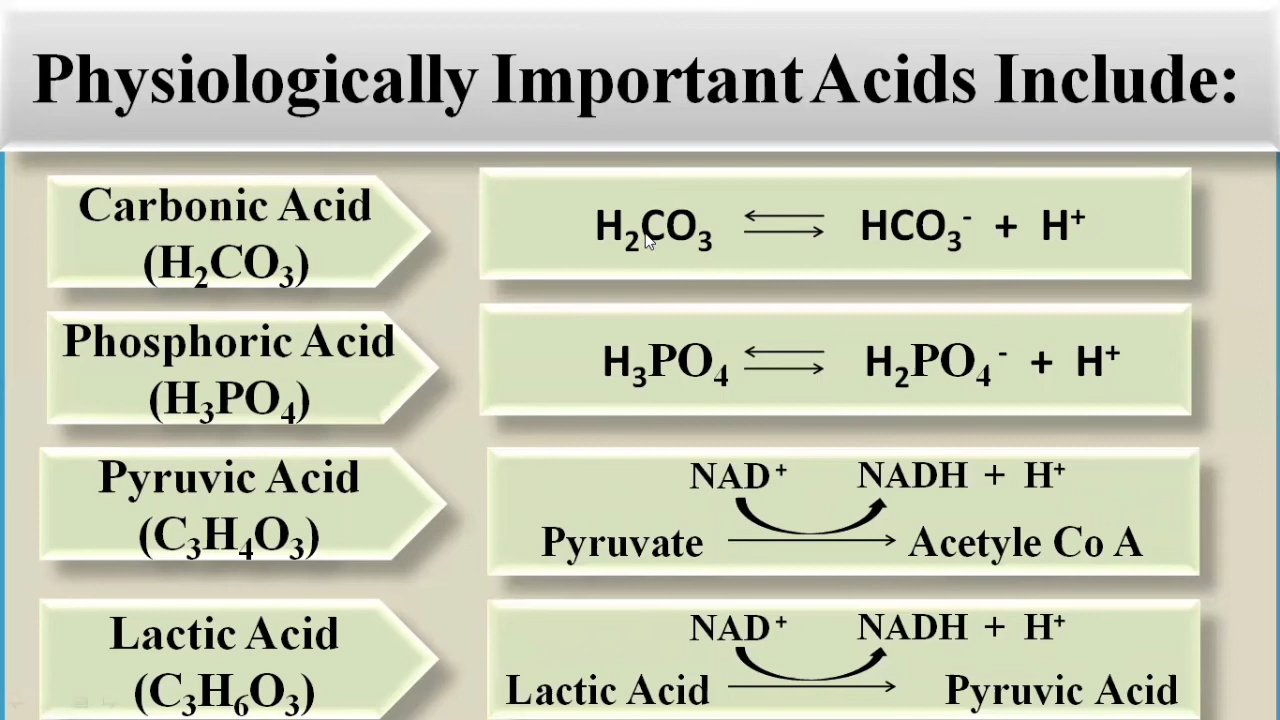 Physiologically Important Acids Include:
Carbonic Acid
(H₂CO₃)
H₂CO₃ ⇌ HCO₃⁻ + H⁺
Phosphoric Acid
(H₃PO₄)
H₃PO₄ ⇌ H₂PO₄⁻ + H⁺
Pyruvic Acid
(C₃H₄O₃)
NAD⁺ NADH + H⁺
Pyruvate → Acetyle Co A
Lactic Acid
(C₃H₆O₃)
NAD⁺ NADH + H⁺
Lactic Acid → Pyruvic Acid